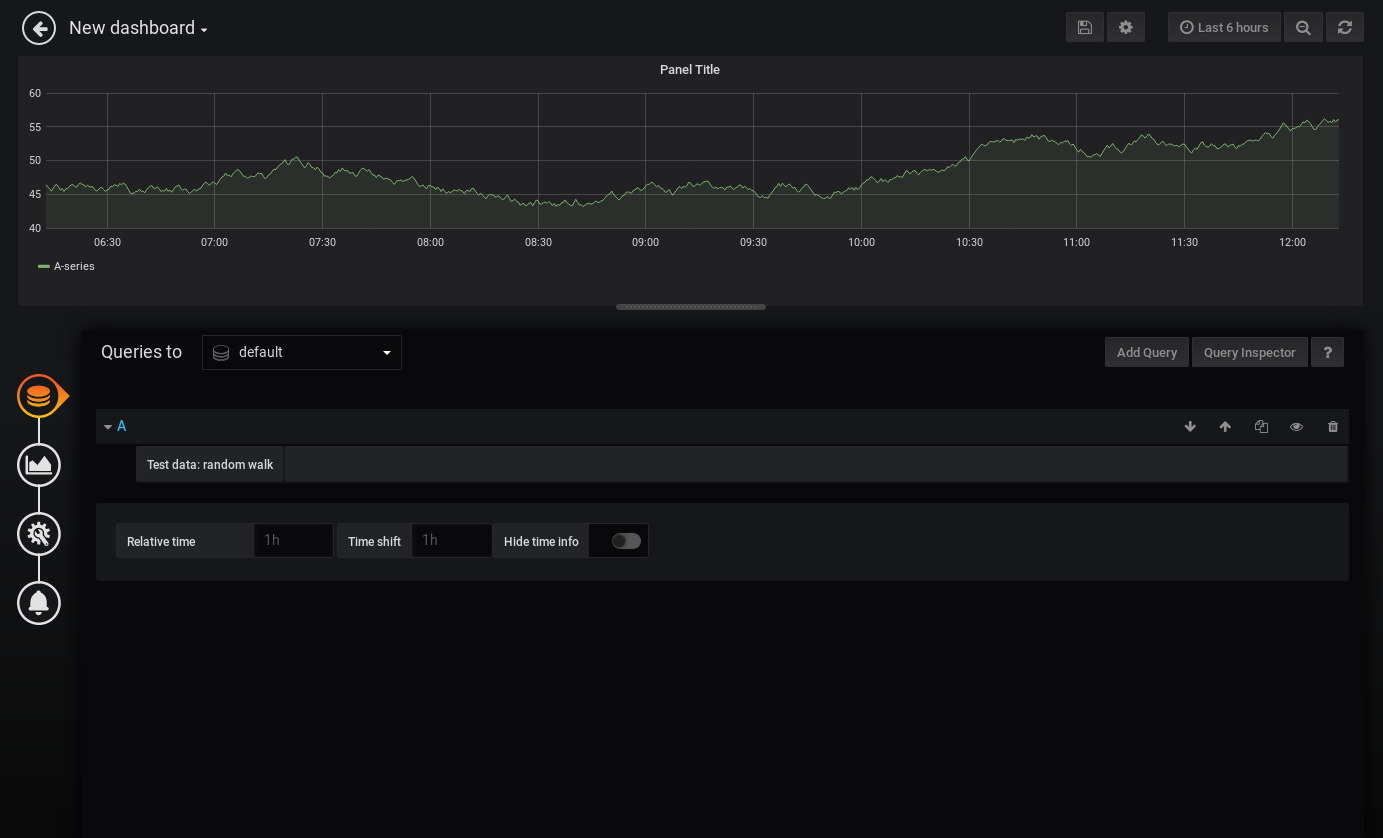 New dashboard
Last 6 hours
Panel Title
60
55
50
45
40
06:30 07:00 07:30 08:00 08:30 09:00 09:30 10:00 10:30 11:00 11:30 12:00
A-series
Queries to default Add Query Query Inspector ?
A
Test data: random walk
Relative time 1h Time shift 1h Hide time info